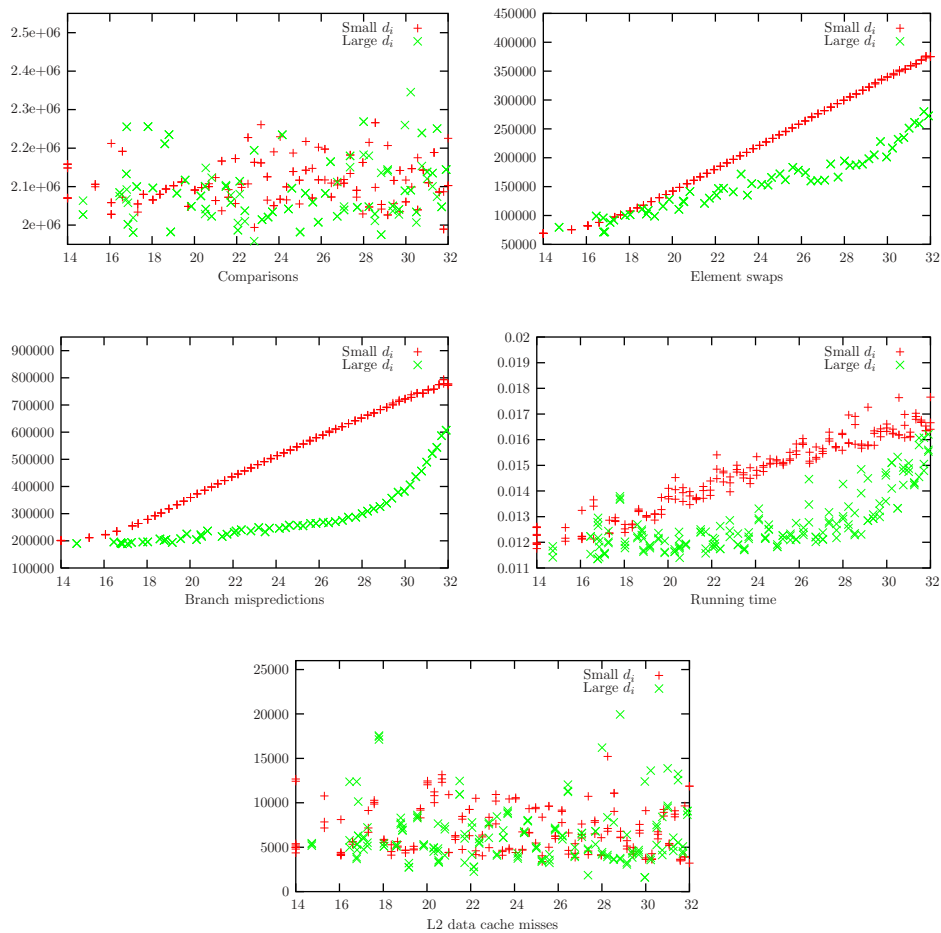 2.5e+06
2.4e+06
2.3e+06
2.2e+06
2.1e+06
2e+06
14 16 18 20 22 24 26 28 30 32
Comparisons
Small d_i
Large d_i
450000
400000
350000
300000
250000
200000
150000
100000
50000
14 16 18 20 22 24 26 28 30 32
Element swaps
Small d_i
Large d_i
900000
800000
700000
600000
500000
400000
300000
200000
100000
14 16 18 20 22 24 26 28 30 32
Branch mispredictions
Small d_i
Large d_i
0.02
0.019
0.018
0.017
0.016
0.015
0.014
0.013
0.012
0.011
14 16 18 20 22 24 26 28 30 32
Running time
Small d_i
Large d_i
25000
20000
15000
10000
5000
0
14 16 18 20 22 24 26 28 30 32
L2 data cache misses
Small d_i
Large d_i